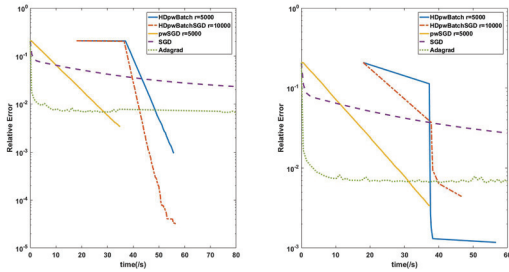 HDpwBatch r=5000
HDpwBatchSGD r=10000
pwSGD r=5000
SGD
Adagrad
10^0
10^-1
10^-2
10^-3
10^-4
10^-5
Relative Error
0 10 20 30 40 50 60 70 80
time(/s)
HDpwBatch r=5000
HDpwBatchSGD r=10000
pwSGD r=5000
SGD
Adagrad
10^0
10^-1
10^-2
10^-3
Relative Error
0 10 20 30 40 50 60
time(/s)